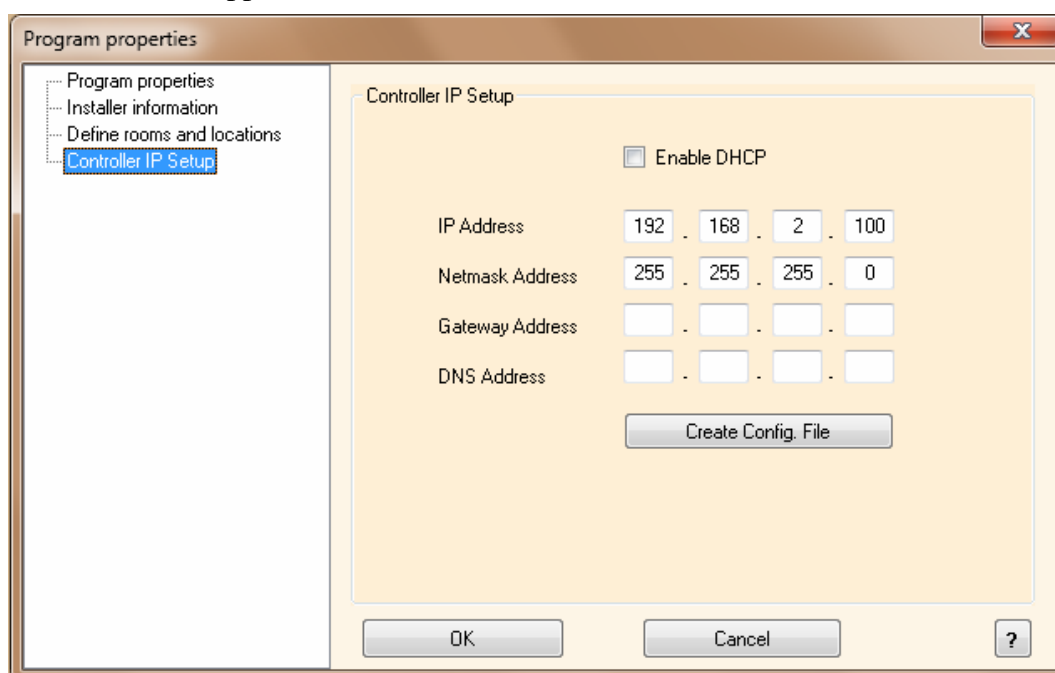 Program properties
x
Program properties
Installer information
Define rooms and locations
Controller IP Setup
Controller IP Setup
Enable DHCP
IP Address 192 . 168 . 2 . 100
Netmask Address 255 . 255 . 255 . 0
Gateway Address . . .
DNS Address . . .
Create Config. File
OK Cancel ?